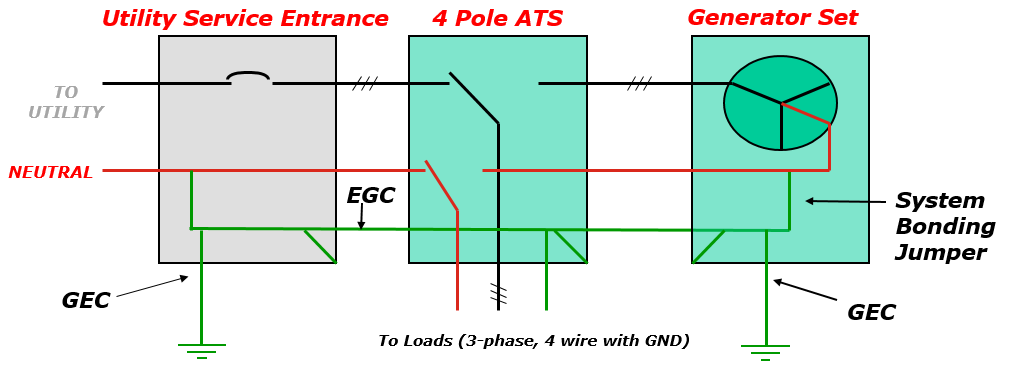 Utility Service Entrance
4 Pole ATS
Generator Set
TO
UTILITY
NEUTRAL
EGC
System
Bonding
Jumper
GEC
GEC
To Loads (3-phase, 4 wire with GND)